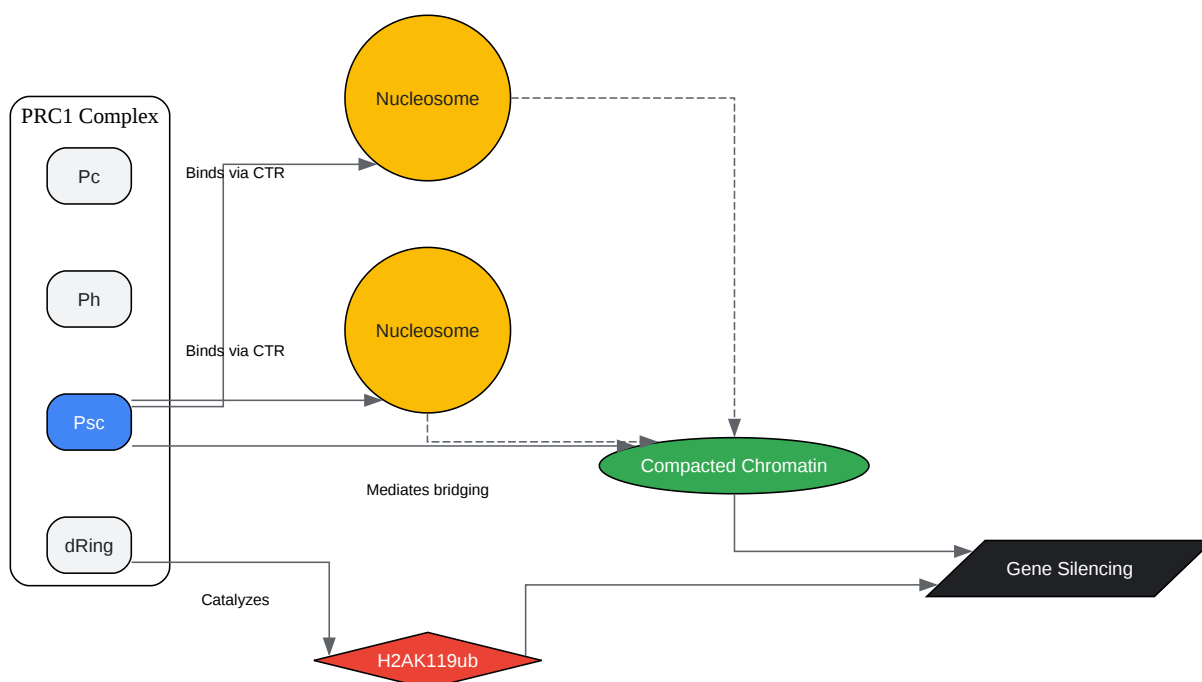 PRC1 Complex
Pc
Ph
Psc
dRing
Binds via CTR
Binds via CTR
Mediates bridging
Catalyzes
Nucleosome
Nucleosome
Compacted Chromatin
H2AK119ub
Gene Silencing